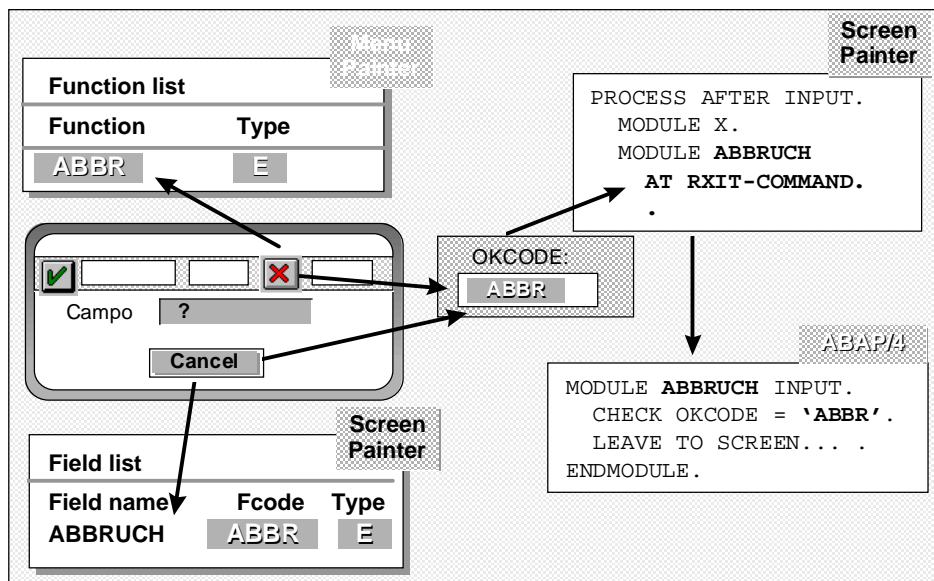 Menu
Painter
Function list
Function Type
ABBR E
Screen
Painter
PROCESS AFTER INPUT.
MODULE X.
MODULE ABBRUCH
AT RXIT-COMMAND.
.
Campo ?
Cancel
OKCODE:
ABBR
ABAP/4
MODULE ABBRUCH INPUT.
CHECK OKCODE = ‘ABBR’.
LEAVE TO SCREEN... .
ENDMODULE.
Screen
Painter
Field list
Field name Fcode Type
ABBRUCH ABBR E